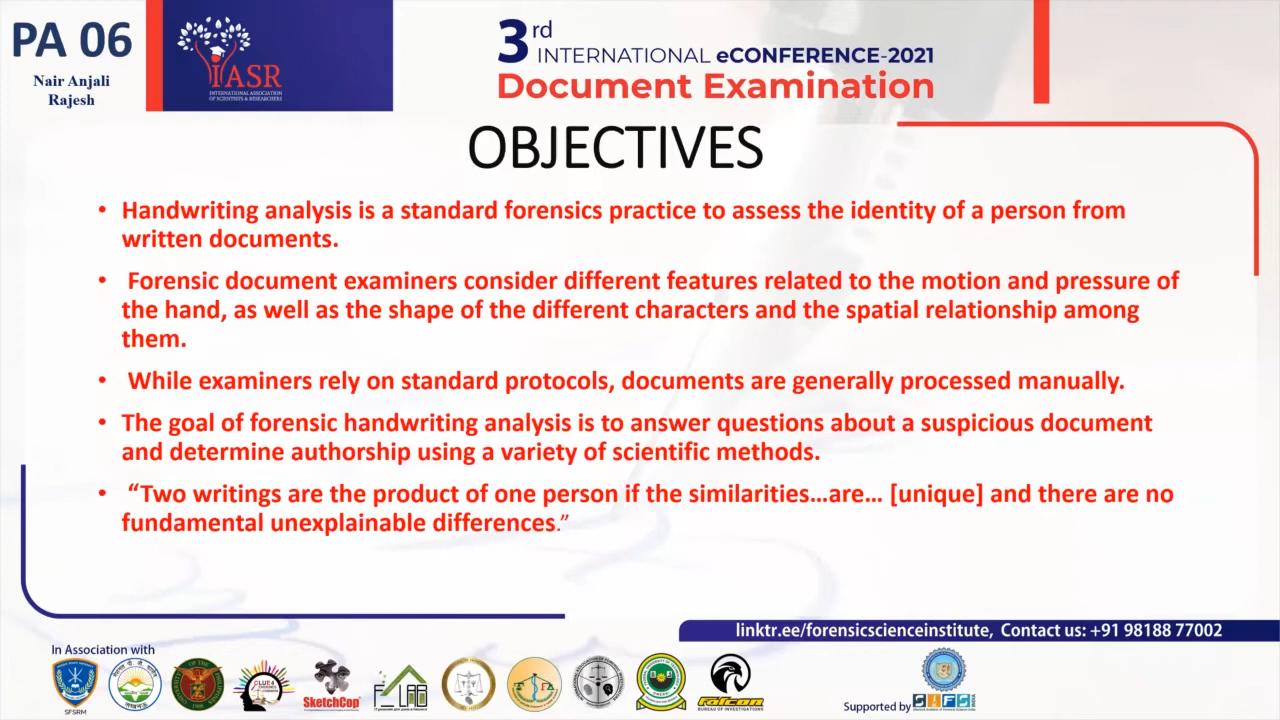 PA 06
Nair Anjali
Rajesh
IASR
INTERNATIONAL ASSOCIATION
OF SCIENTISTS & RESEARCHERS
3rd
INTERNATIONAL eCONFERENCE-2021
Document Examination
OBJECTIVES
• Handwriting analysis is a standard forensics practice to assess the identity of a person from
written documents.
• Forensic document examiners consider different features related to the motion and pressure of
the hand, as well as the shape of the different characters and the spatial relationship among
them.
• While examiners rely on standard protocols, documents are generally processed manually.
• The goal of forensic handwriting analysis is to answer questions about a suspicious document
and determine authorship using a variety of scientific methods.
• “Two writings are the product of one person if the similarities…are… [unique] and there are no
fundamental unexplainable differences.”
linktr.ee/forensicscienceinstitute, Contact us: +91 98188 77002
In Association with
SFSRM
CLUE4
SketchCop
F LAB
falcon
BUREAU OF INVESTIGATIONS
Supported by
SIFS